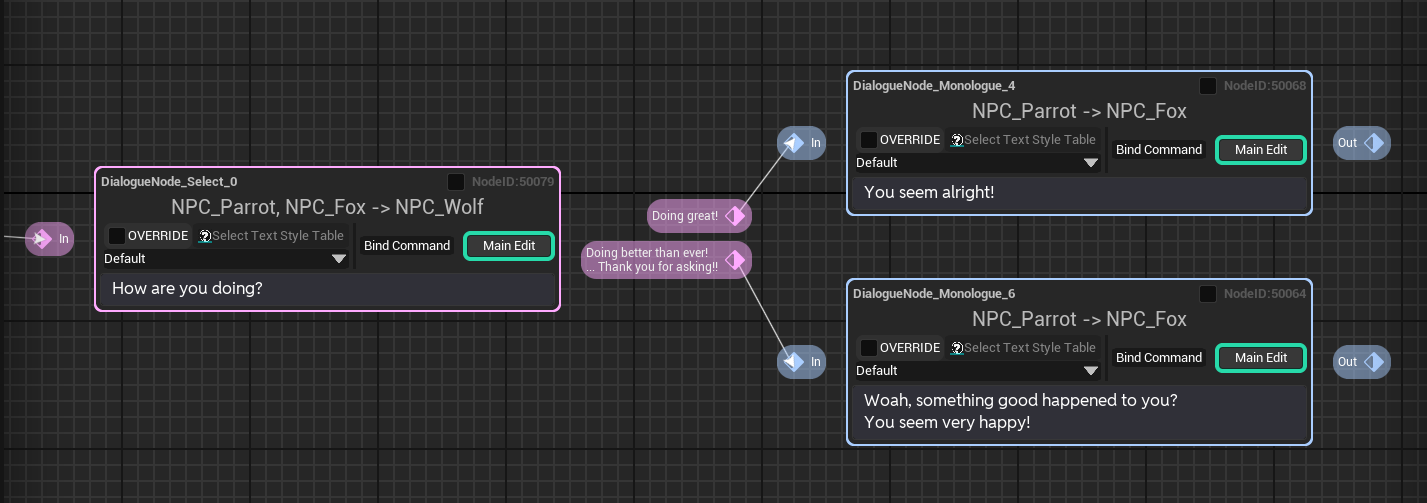 In
DialogueNode_Select_0
NodeID:50079
NPC_Parrot, NPC_Fox -> NPC_Wolf
OVERRIDE
Select Text Style Table
Default
Bind Command
Main Edit
How are you doing?
Doing great!
Doing better than ever!
... Thank you for asking!!
In
DialogueNode_Monologue_4
NodeID:50068
NPC_Parrot -> NPC_Fox
OVERRIDE
Select Text Style Table
Default
Bind Command
Main Edit
You seem alright!
Out
In
DialogueNode_Monologue_6
NodeID:50064
NPC_Parrot -> NPC_Fox
OVERRIDE
Select Text Style Table
Default
Bind Command
Main Edit
Woah, something good happened to you?
You seem very happy!
Out